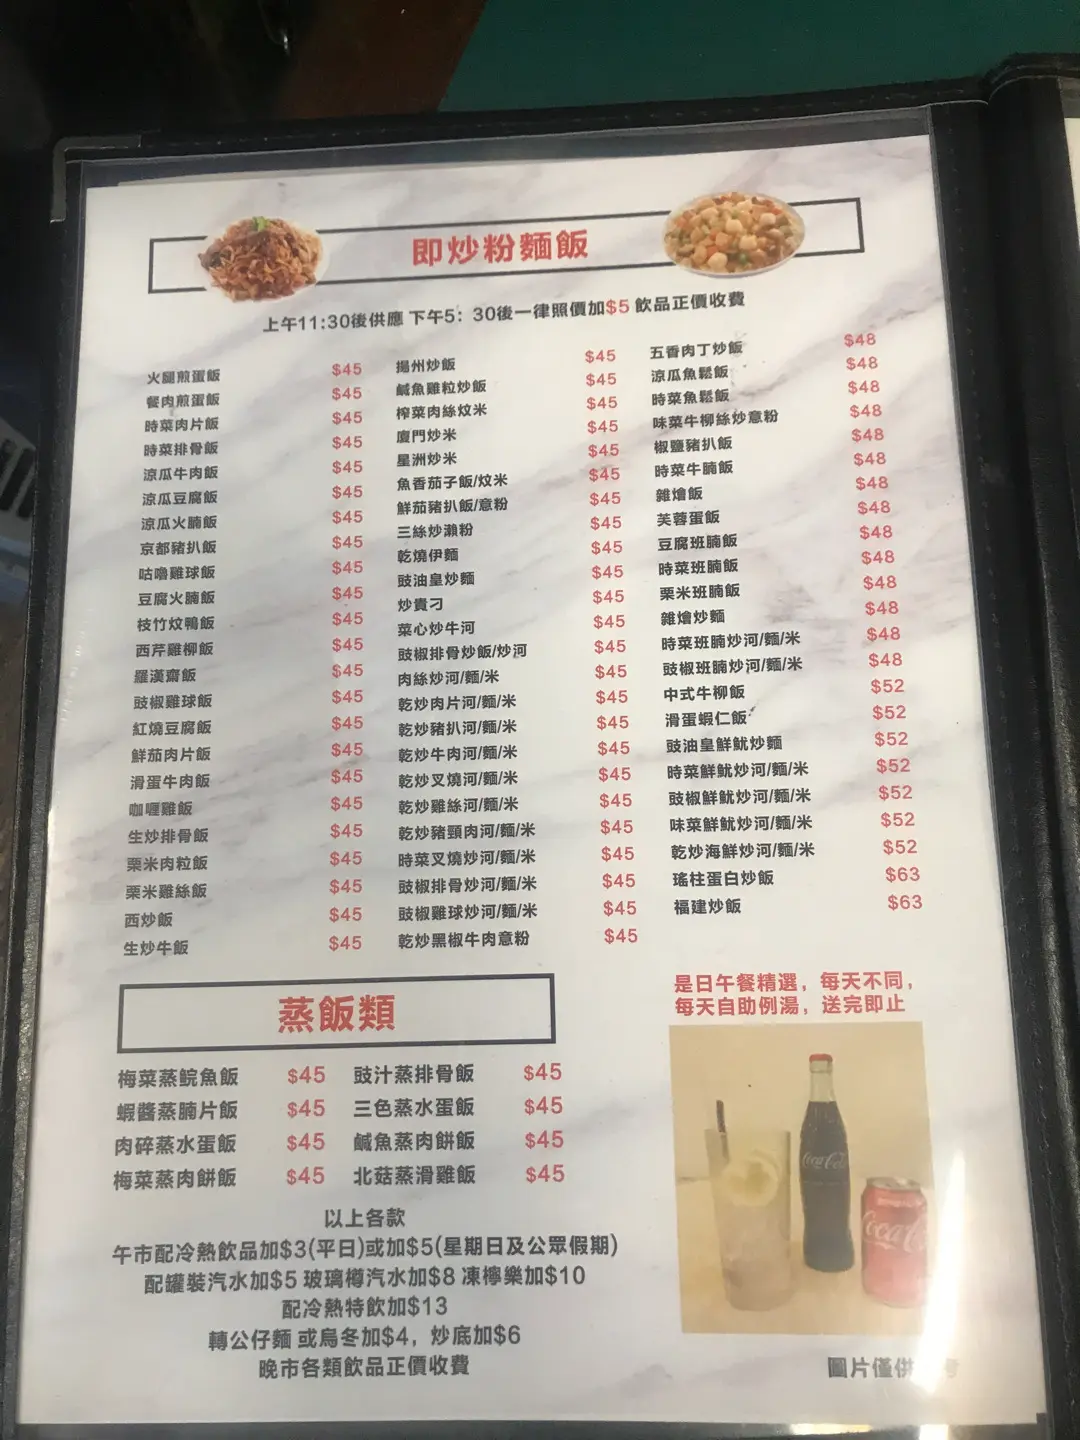 即炒粉麵飯
上午11:30後供應 下午5：30後一律照價加$5 飲品正價收費
火腿煎蛋飯 $45
餐肉煎蛋飯 $45
時菜肉片飯 $45
時菜排骨飯 $45
涼瓜牛肉飯 $45
涼瓜豆腐飯 $45
涼瓜火腩飯 $45
京都豬扒飯 $45
咕嚕雞球飯 $45
豆腐火腩飯 $45
枝竹炆鴨飯 $45
西芹雞柳飯 $45
羅漢齋飯 $45
豉椒雞球飯 $45
紅燒豆腐飯 $45
鮮茄肉片飯 $45
滑蛋牛肉飯 $45
咖喱雞飯 $45
生炒排骨飯 $45
栗米肉粒飯 $45
栗米雞絲飯 $45
西炒飯 $45
生炒牛飯 $45
揚州炒飯 $45
鹹魚雞粒炒飯 $45
榨菜肉絲炆米 $45
廈門炒米 $45
星洲炒米 $45
魚香茄子飯/炆米 $45
鮮茄豬扒飯/意粉 $45
三絲炒瀨粉 $45
乾燒伊麵 $45
豉油皇炒麵 $45
炒貴刁 $45
菜心炒牛河 $45
豉椒排骨炒飯/炒河 $45
肉絲炒河/麵/米 $45
乾炒肉片河/麵/米 $45
乾炒豬扒河/麵/米 $45
乾炒牛肉河/麵/米 $45
乾炒叉燒河/麵/米 $45
乾炒雞絲河/麵/米 $45
乾炒豬頸肉河/麵/米 $45
時菜叉燒炒河/麵/米 $45
豉椒排骨炒河/麵/米 $45
豉椒雞球炒河/麵/米 $45
乾炒黑椒牛肉意粉 $45
五香肉丁炒飯 $48
涼瓜魚鬆飯 $48
時菜魚鬆飯 $48
味菜牛柳絲炒意粉 $48
椒鹽豬扒飯 $48
時菜牛腩飯 $48
雜燴飯 $48
芙蓉蛋飯 $48
豆腐班腩飯 $48
時菜班腩飯 $48
栗米班腩飯 $48
雜燴炒麵 $48
時菜班腩炒河/麵/米 $48
豉椒班腩炒河/麵/米 $48
中式牛柳飯 $52
滑蛋蝦仁飯 $52
豉油皇鮮魷炒麵 $52
時菜鮮魷炒河/麵/米 $52
豉椒鮮魷炒河/麵/米 $52
味菜鮮魷炒河/麵/米 $52
乾炒海鮮炒河/麵/米 $52
瑤柱蛋白炒飯 $63
福建炒飯 $63
蒸飯類
梅菜蒸鯇魚飯 $45 豉汁蒸排骨飯 $45
蝦醬蒸腩片飯 $45 三色蒸水蛋飯 $45
肉碎蒸水蛋飯 $45 鹹魚蒸肉餅飯 $45
梅菜蒸肉餅飯 $45 北菇蒸滑雞飯 $45
以上各款
午市配冷熱飲品加$3(平日)或加$5(星期日及公眾假期)
配罐裝汽水加$5 玻璃樽汽水加$8 凍檸樂加$10
配冷熱特飲加$13
轉公仔麵 或烏冬加$4，炒底加$6
晚市各類飲品正價收費
是日午餐精選，每天不同，
每天自助例湯，送完即止
Coca-Cola
Coca-C
圖片僅供